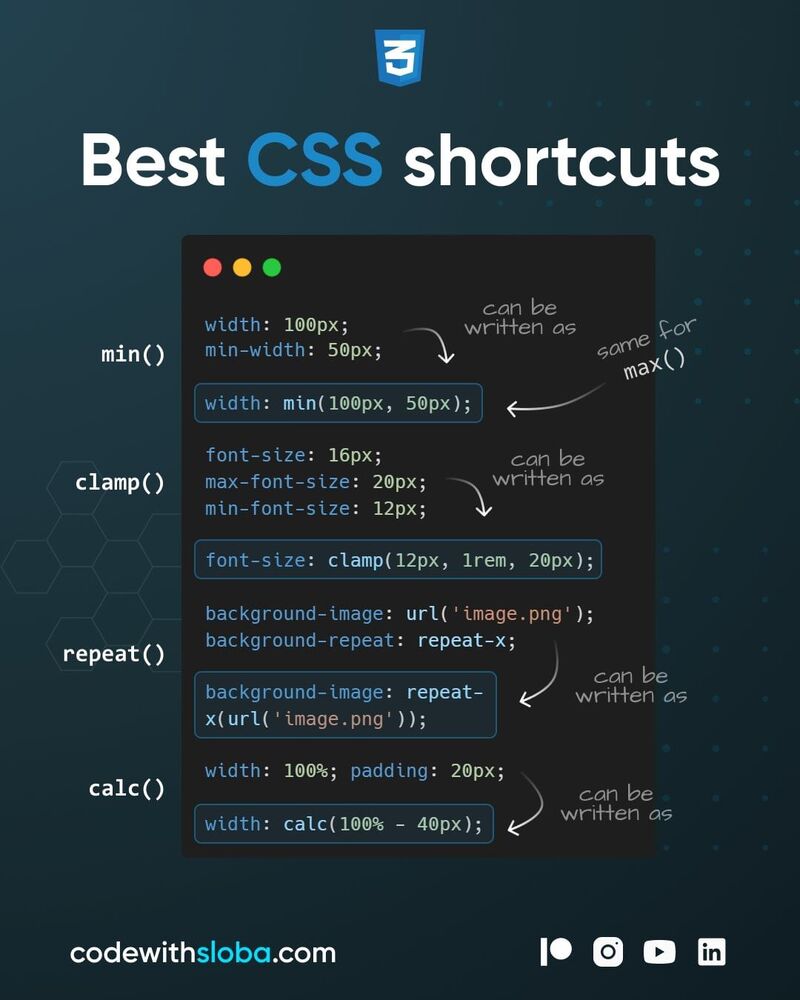 Best CSS shortcuts
min()
width: 100px;
min-width: 50px;
can be
written as
width: min(100px, 50px);
same for
max()
clamp()
font-size: 16px;
max-font-size: 20px;
min-font-size: 12px;
can be
written as
font-size: clamp(12px, 1rem, 20px);
repeat()
background-image: url('image.png');
background-repeat: repeat-x;
can be
written as
background-image: repeat-
x(url('image.png'));
calc()
width: 100%; padding: 20px;
can be
written as
width: calc(100% - 40px);
codewithsloba.com